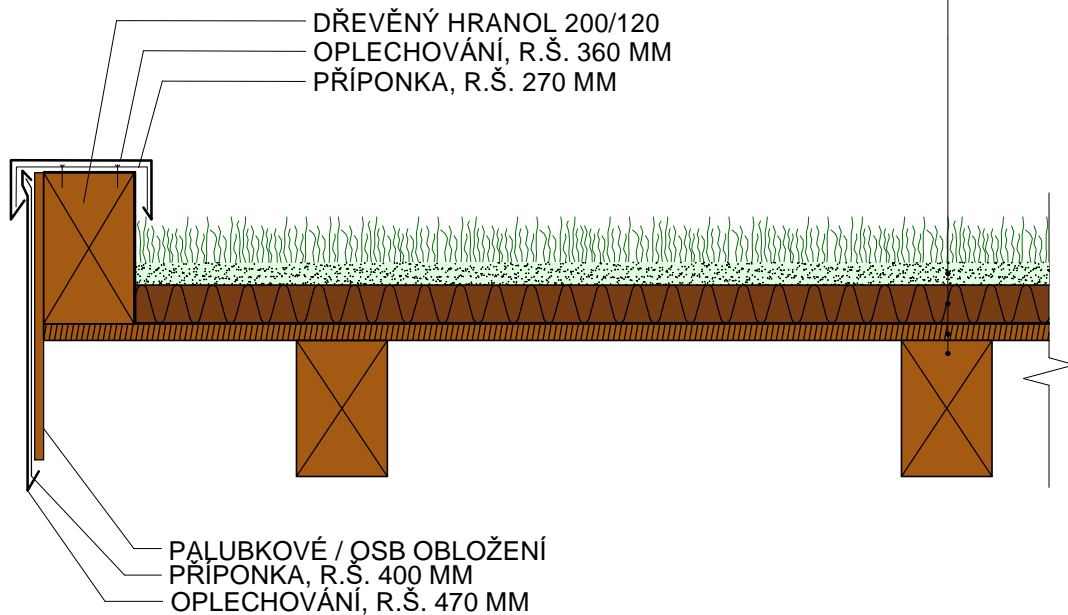 DŘEVĚNÝ HRANOL 200/120
OPLECHOVÁNÍ, R.Š. 360 MM
PŘÍPONKA, R.Š. 270 MM
PALUBKOVÉ / OSB OBLOŽENÍ
PŘÍPONKA, R.Š. 400 MM
OPLECHOVÁNÍ, R.Š. 470 MM